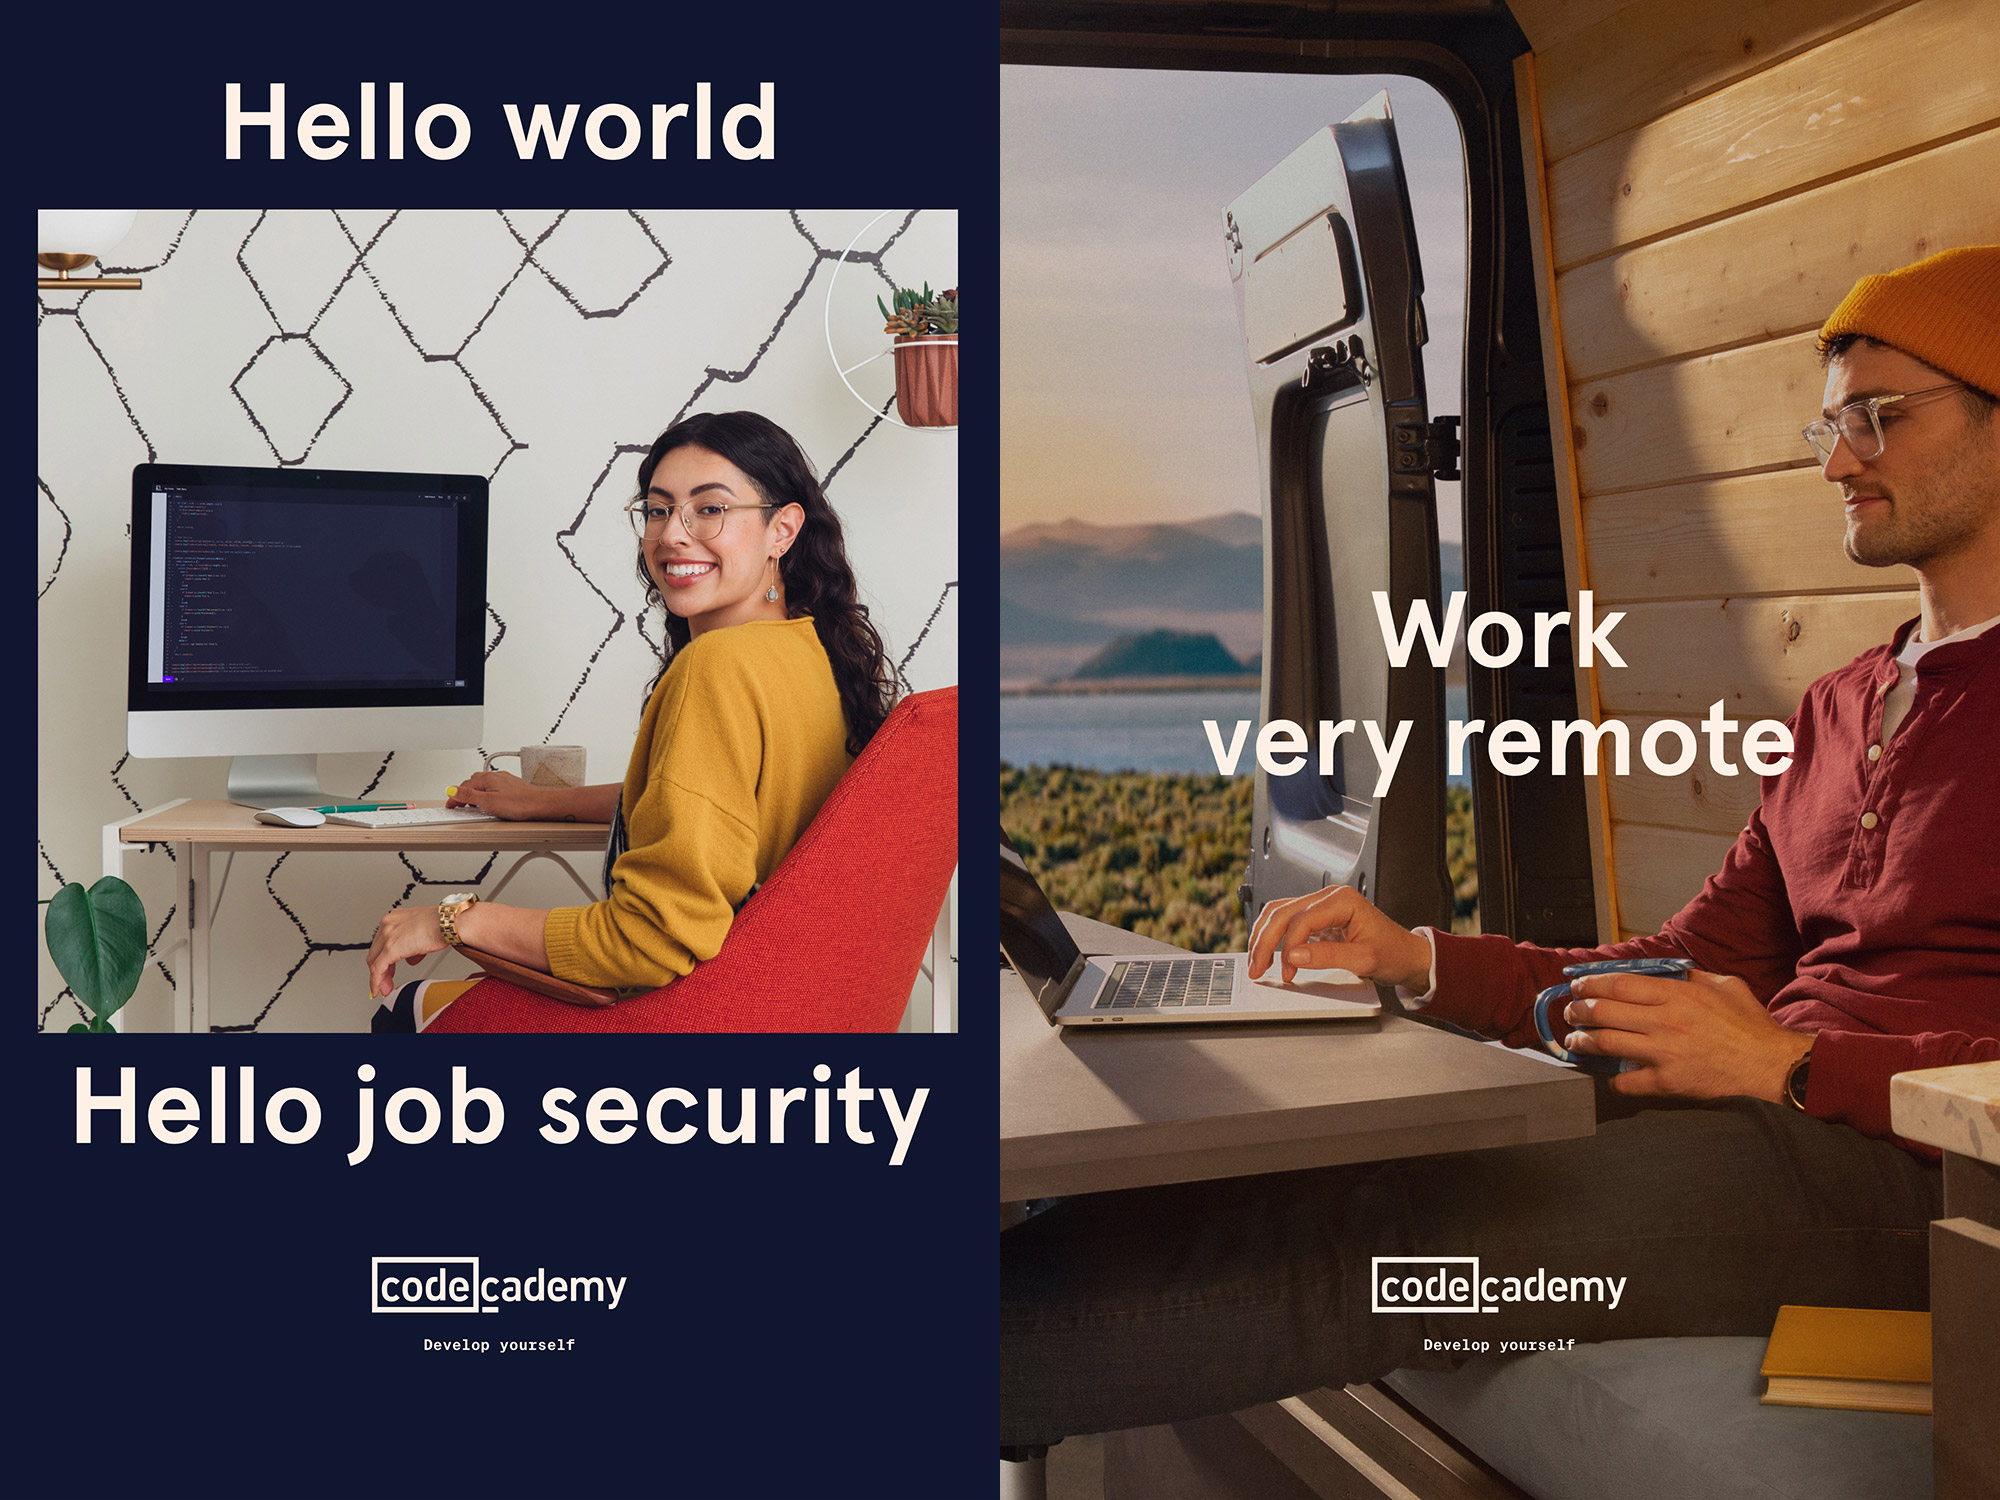 Hello world
Hello job security
codecademy
Develop yourself
Work
very remote
codecademy
Develop yourself